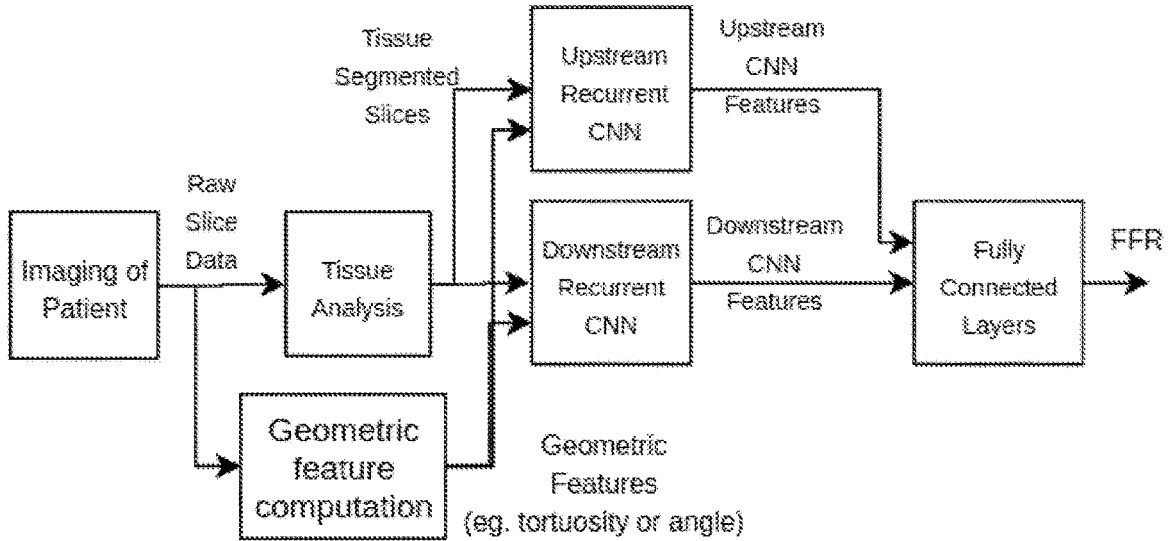 Imaging of
Patient
Raw
Slice
Data
Tissue
Analysis
Geometric
feature
computation
Tissue
Segmented
Slices
Upstream
Recurrent
CNN
Downstream
Recurrent
CNN
Geometric
Features
(eg. tortuosity or angle)
Upstream
CNN
Features
Downstream
CNN
Features
Fully
Connected
Layers
FFR